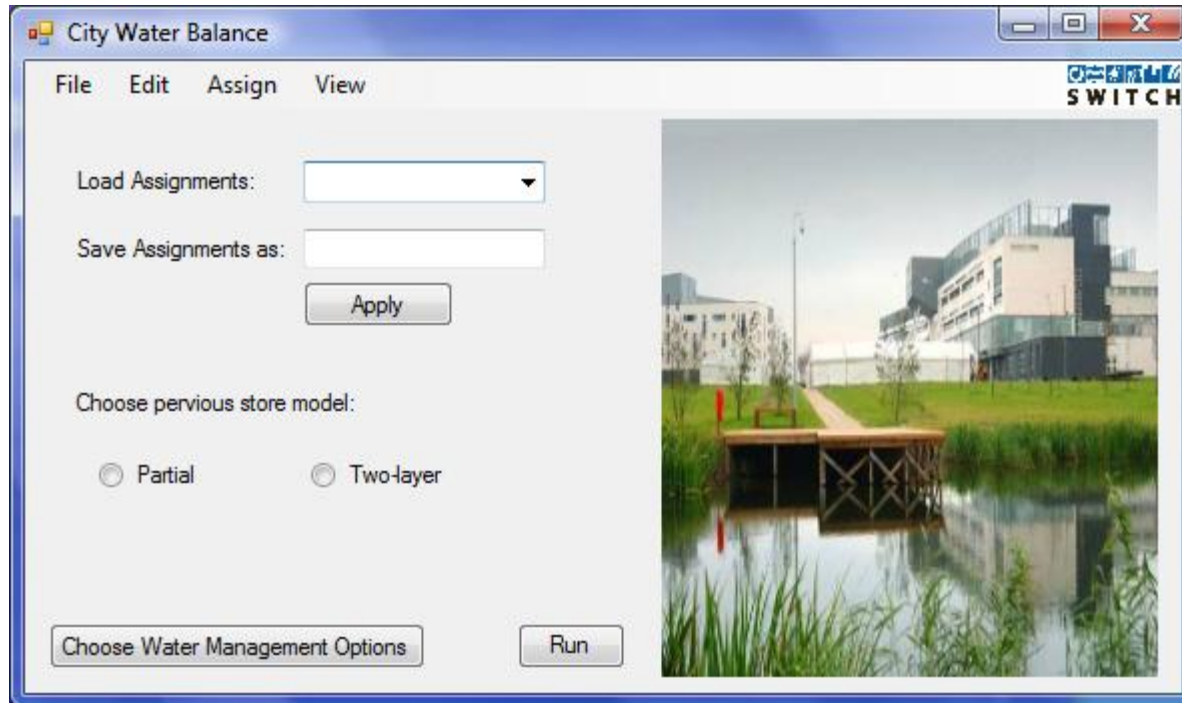 City Water Balance
File Edit Assign View
SWITCH
Load Assignments:
Save Assignments as:
Apply
Choose pervious store model:
Partial Two-layer
Choose Water Management Options Run